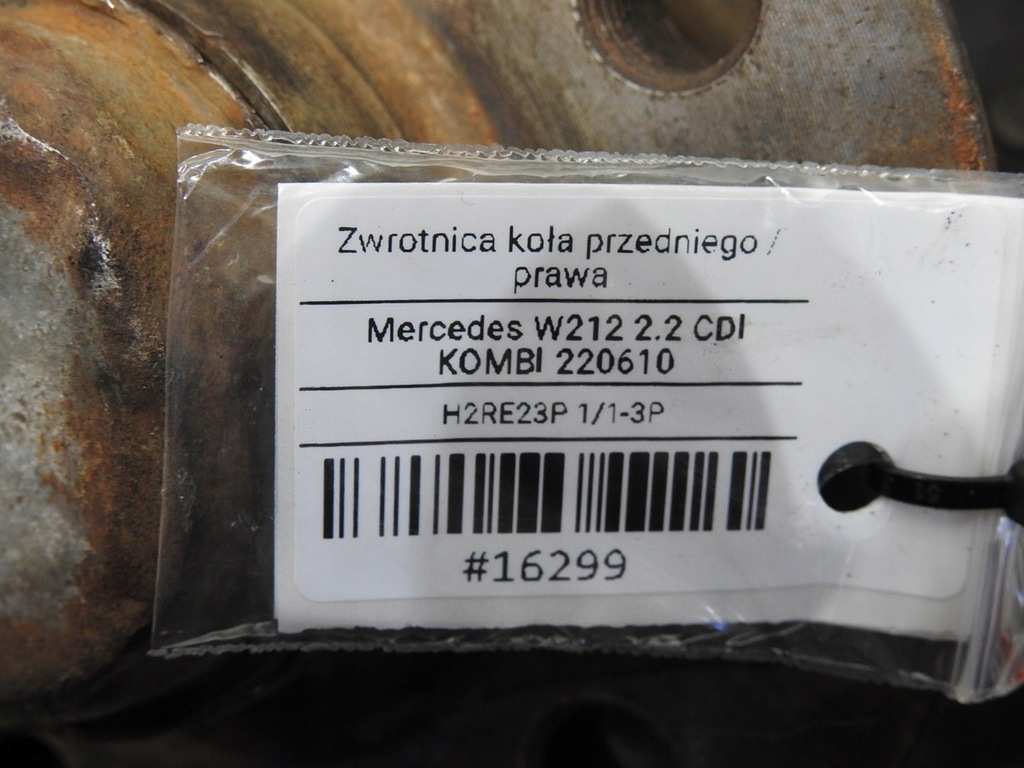 Zwrotnica koła przedniego /
prawa
Mercedes W212 2.2 CDI
KOMBI 220610
H2RE23P 1/1-3P
#16299